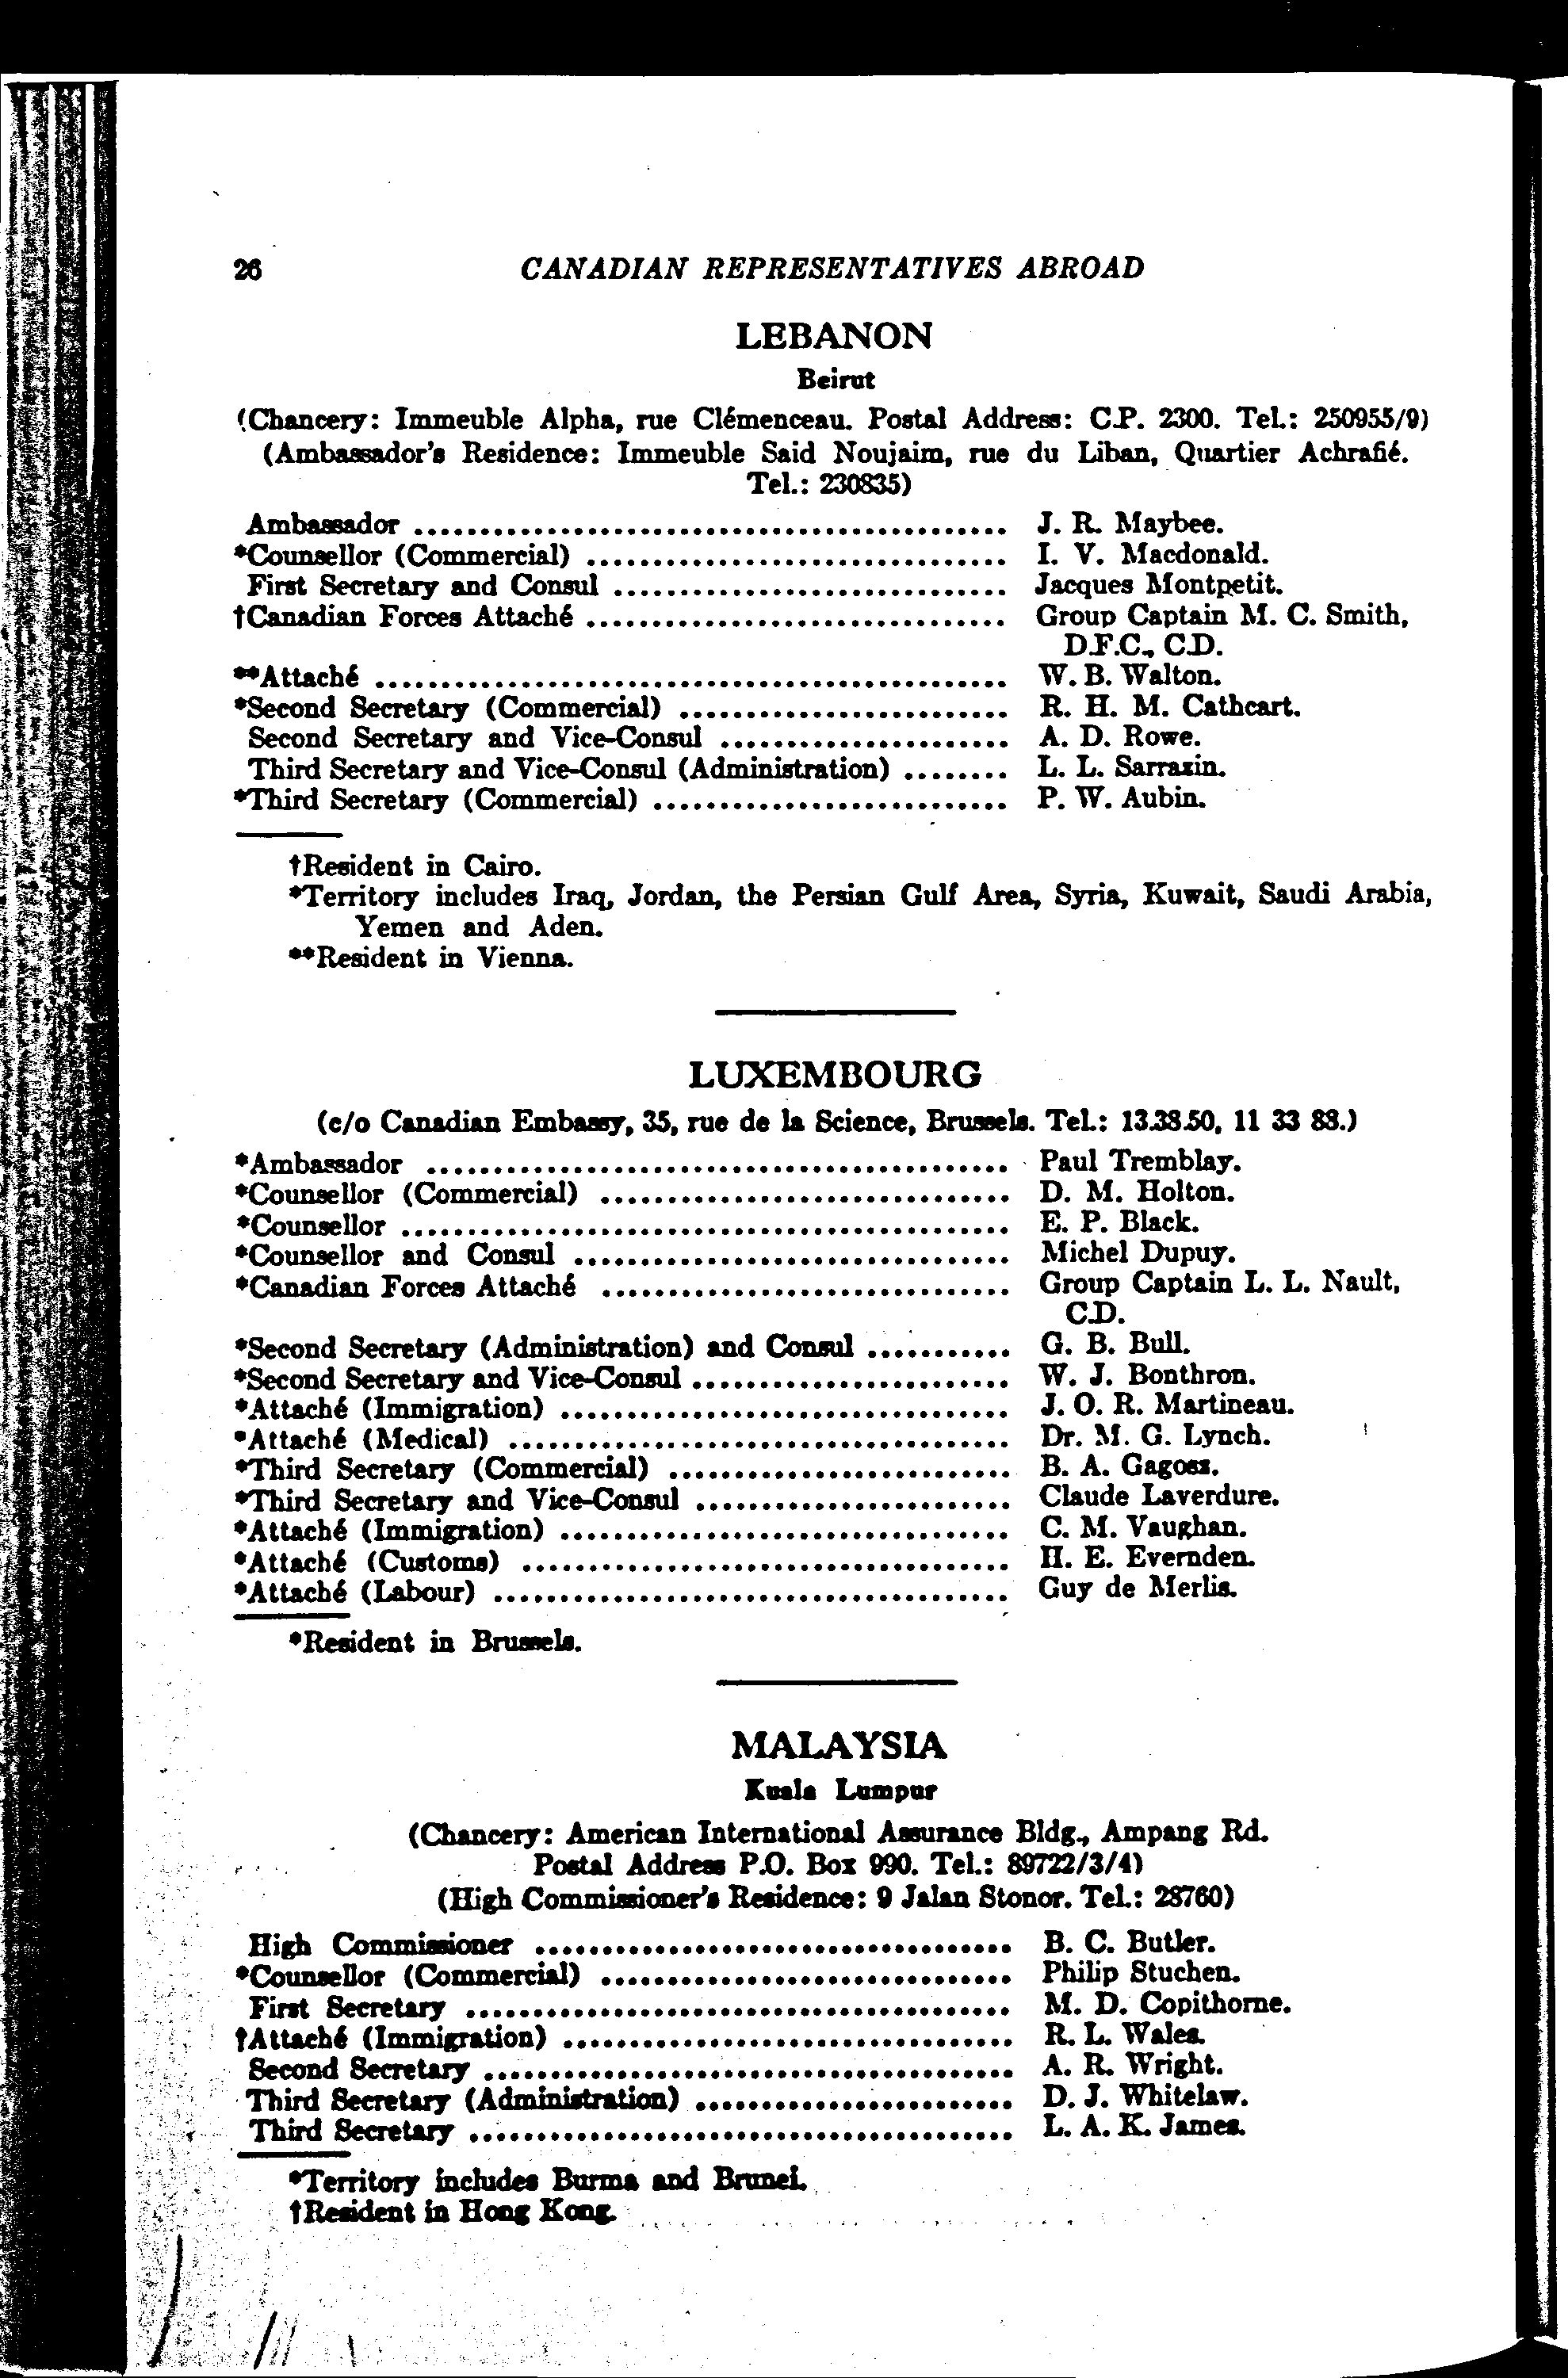 26 CANADIAN REPRESENTATIVES ABROAD
LEBANON
Beirut
(Chancery: Immeuble Alpha, rue Clémenceau. Postal Address: C.P. 2300. Tel.: 250955/9)
(Ambassador's Residence: Immeuble Said Noujaim, rue du Liban, Quartier Achrafié.
Tel.: 230835)
Ambassador ........................................... J. R. Maybee.
*Counsellor (Commercial) ............................... I. V. Macdonald.
First Secretary and Consul ............................. Jacques Montpetit.
†Canadian Forces Attaché ............................... Group Captain M. C. Smith,
D.F.C., C.D.
**Attaché .............................................. W. B. Walton.
*Second Secretary (Commercial) ......................... R. H. M. Cathcart.
Second Secretary and Vice-Consul ...................... A. D. Rowe.
Third Secretary and Vice-Consul (Administration) ........ L. L. Sarrazin.
*Third Secretary (Commercial) ........................... P. W. Aubin.
†Resident in Cairo.
*Territory includes Iraq, Jordan, the Persian Gulf Area, Syria, Kuwait, Saudi Arabia,
Yemen and Aden.
**Resident in Vienna.
LUXEMBOURG
(c/o Canadian Embassy, 35, rue de la Science, Brussels. Tel.: 13.38.50, 11 33 88.)
*Ambassador ........................................... Paul Tremblay.
*Counsellor (Commercial) .............................. D. M. Holton.
*Counsellor ............................................. E. P. Black.
*Counsellor and Consul ................................ Michel Dupuy.
*Canadian Forces Attaché .............................. Group Captain L. L. Nault,
C.D.
*Second Secretary (Administration) and Consul ........... G. B. Bull.
*Second Secretary and Vice-Consul ........................ W. J. Bonthron.
*Attaché (Immigration) ................................. J. O. R. Martineau.
*Attaché (Medical) ..................................... Dr. M. G. Lynch.
*Third Secretary (Commercial) .......................... B. A. Gagosz.
*Third Secretary and Vice-Consul ........................ Claude Laverdure.
*Attaché (Immigration) ................................. C. M. Vaughan.
*Attaché (Customs) .................................... H. E. Evernden.
*Attaché (Labour) ...................................... Guy de Merlis.
*Resident in Brussels.
MALAYSIA
Kuala Lumpur
(Chancery: American International Assurance Bldg., Ampang Rd.
Postal Address P.O. Box 990. Tel.: 89722/3/4)
(High Commissioner's Residence: 9 Jalan Stonor. Tel.: 28760)
High Commissioner .................................... B. C. Butler.
*Counsellor (Commercial) ............................... Philip Stuchen.
First Secretary ......................................... M. D. Copithorne.
†Attaché (Immigration) .................................. R. L. Wales.
Second Secretary ....................................... A. R. Wright.
Third Secretary (Administration) ........................ D. J. Whitelaw.
Third Secretary ......................................... L. A. K. James.
*Territory includes Burma and Brunei.
†Resident in Hong Kong.